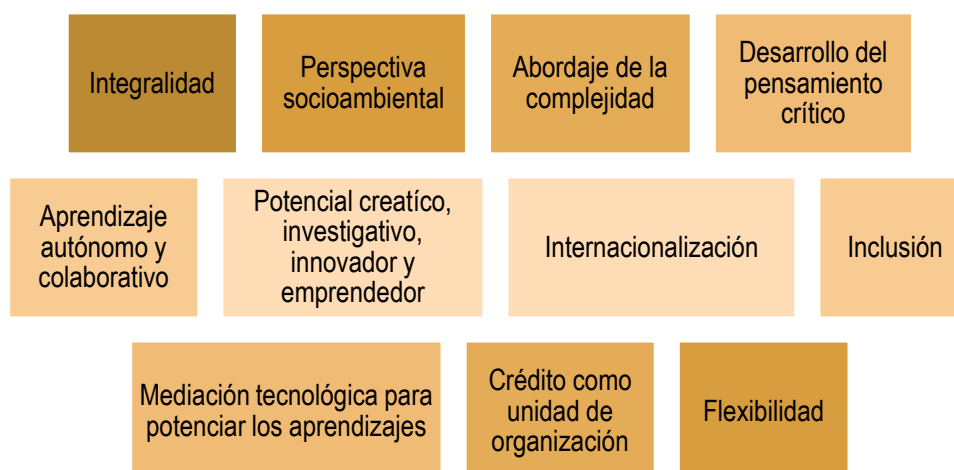 Integralidad
Perspectiva
socioambiental
Abordaje de la
complejidad
Desarrollo del
pensamiento
crítico
Aprendizaje
autónomo y
colaborativo
Potencial creatíco,
investigativo,
innovador y
emprendedor
Internacionalización
Inclusión
Mediación tecnológica para
potenciar los aprendizajes
Crédito como
unidad de
organización
Flexibilidad